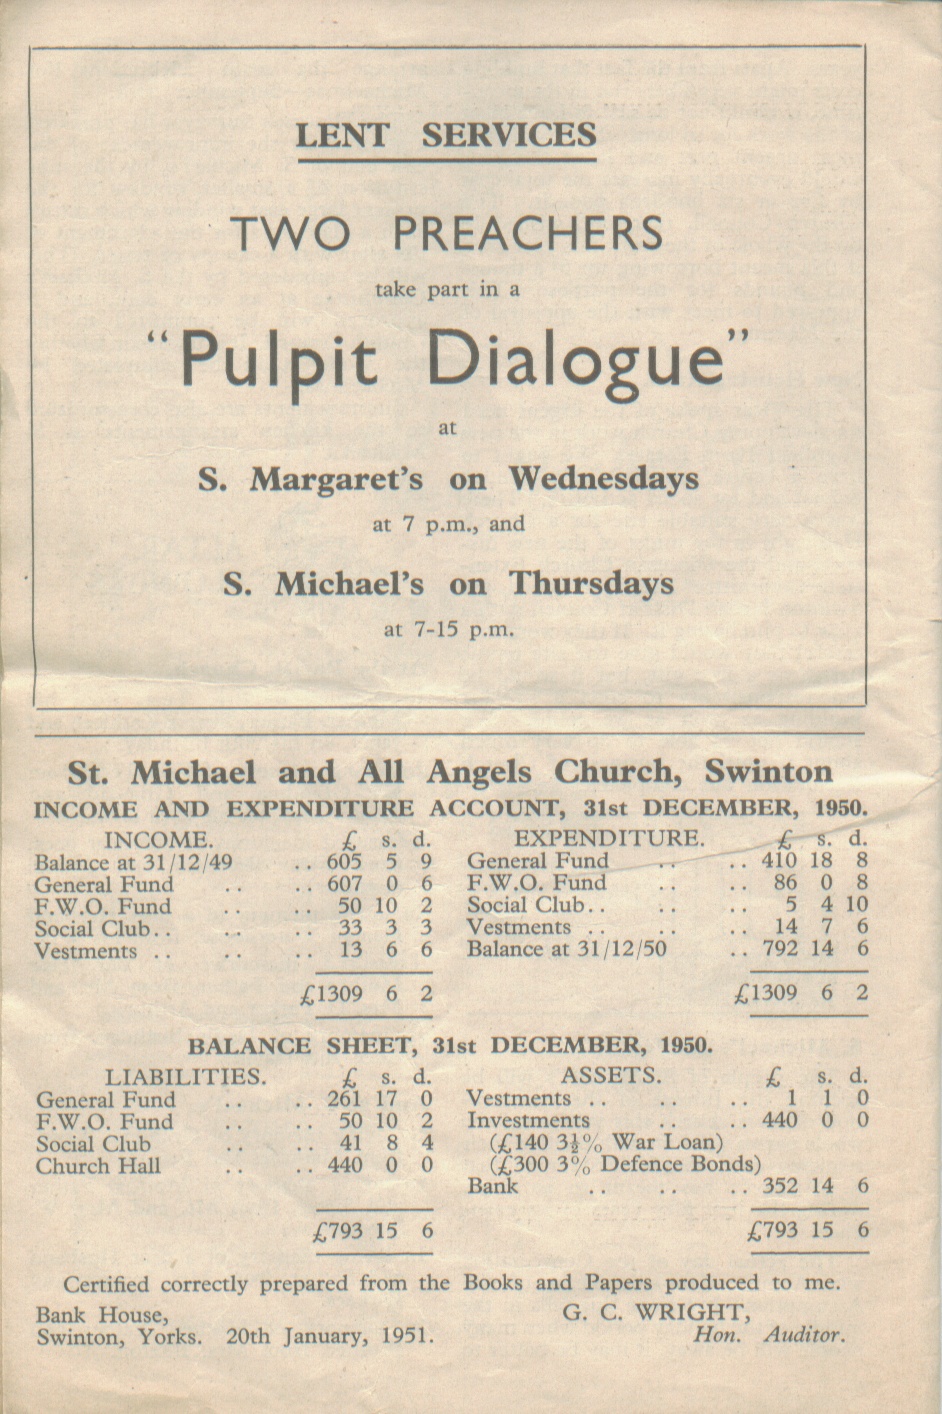 LENT SERVICES
TWO PREACHERS
take part in a
"Pulpit Dialogue"
at
S. Margaret's on Wednesdays
at 7 p.m., and
S. Michael's on Thursdays
at 7-15 p.m.
St. Michael and All Angels Church, Swinton
INCOME AND EXPENDITURE ACCOUNT, 31st DECEMBER, 1950.
INCOME. £ s. d.
Balance at 31/12/49 .. 605 5 9
General Fund .. .. 607 0 6
F.W.O. Fund .. .. 50 10 2
Social Club.. .. .. 33 3 3
Vestments .. .. .. 13 6 6
£1309 6 2
EXPENDITURE. £ s. d.
General Fund .. .. 410 18 8
F.W.O. Fund .. .. 86 0 8
Social Club.. .. .. 5 4 10
Vestments .. .. .. 14 7 6
Balance at 31/12/50 .. 792 14 6
£1309 6 2
BALANCE SHEET, 31st DECEMBER, 1950.
LIABILITIES. £ s. d.
General Fund .. .. 261 17 0
F.W.O. Fund .. .. 50 10 2
Social Club .. .. 41 8 4
Church Hall .. .. 440 0 0
£793 15 6
ASSETS. £ s. d.
Vestments .. .. .. 1 1 0
Investments .. .. 440 0 0
(£140 3½% War Loan)
(£300 3% Defence Bonds)
Bank .. .. .. 352 14 6
£793 15 6
Certified correctly prepared from the Books and Papers produced to me.
Bank House,
Swinton, Yorks. 20th January, 1951.
G. C. WRIGHT,
Hon. Auditor.